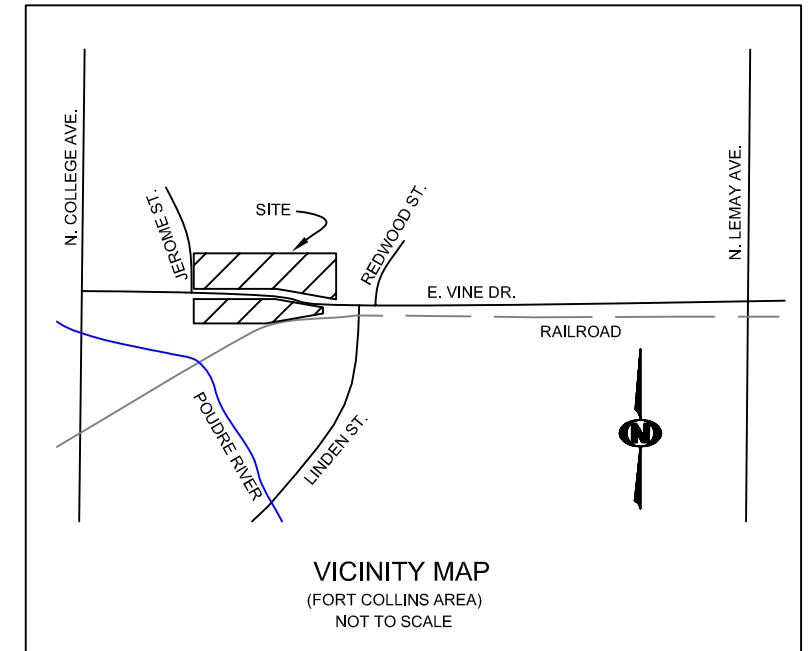 N. COLLEGE AVE.
JEROME ST.
SITE
REDWOOD ST.
N. LEMAY AVE.
E. VINE DR.
RAILROAD
POUDRE RIVER
LINDEN ST.
N
VICINITY MAP
(FORT COLLINS AREA)
NOT TO SCALE